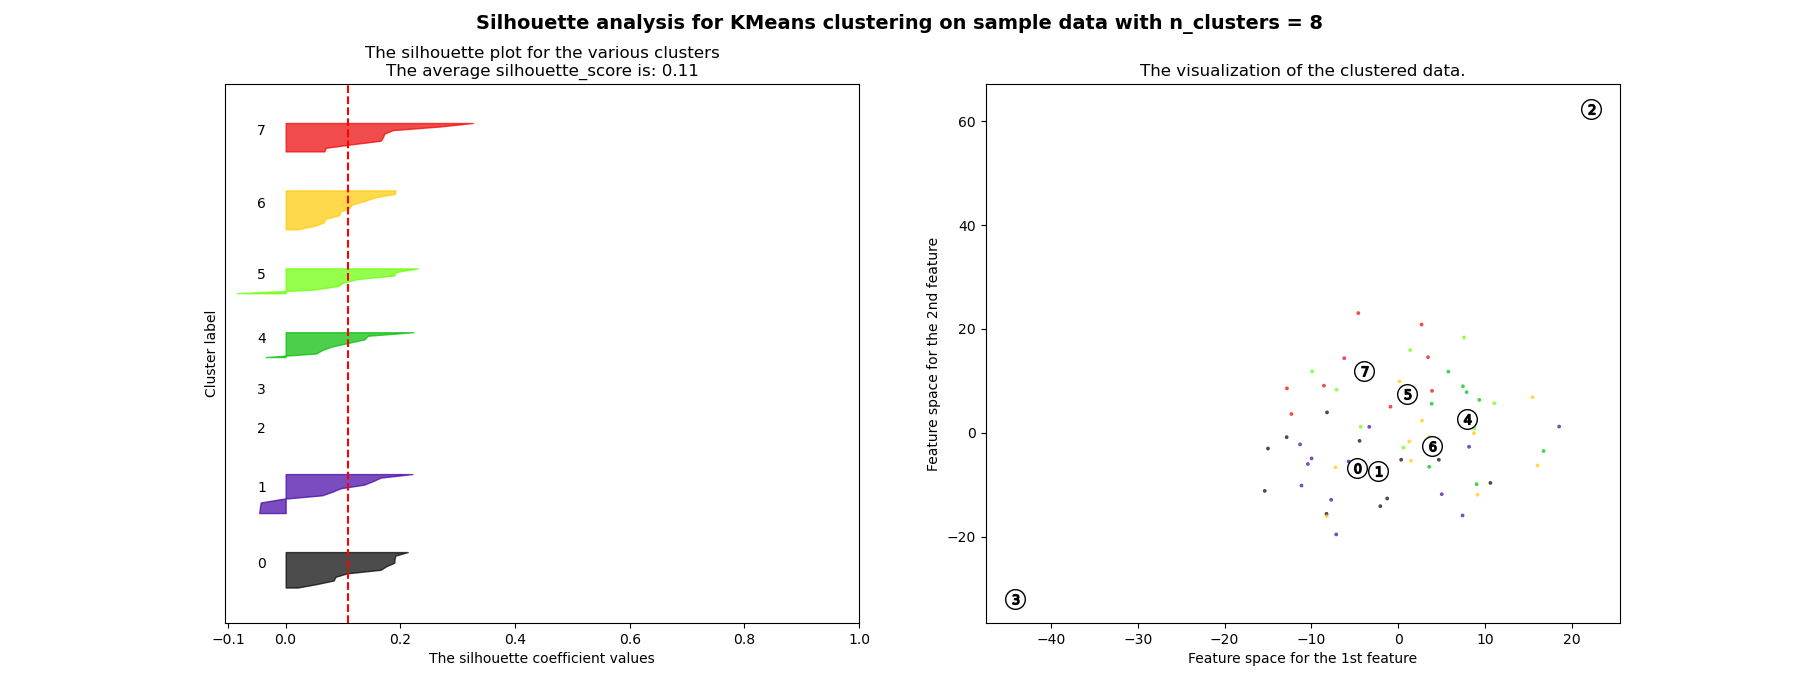 Silhouette analysis for KMeans clustering on sample data with n_clusters = 8
The silhouette plot for the various clusters
The average silhouette_score is: 0.11
7
6
5
4
3
2
1
0
Cluster label
−0.1 0.0 0.2 0.4 0.6 0.8 1.0
The silhouette coefficient values
The visualization of the clustered data.
60
40
20
0
−20
Feature space for the 2nd feature
2
7
5
4
6
0
1
3
−40 −30 −20 −10 0 10 20
Feature space for the 1st feature